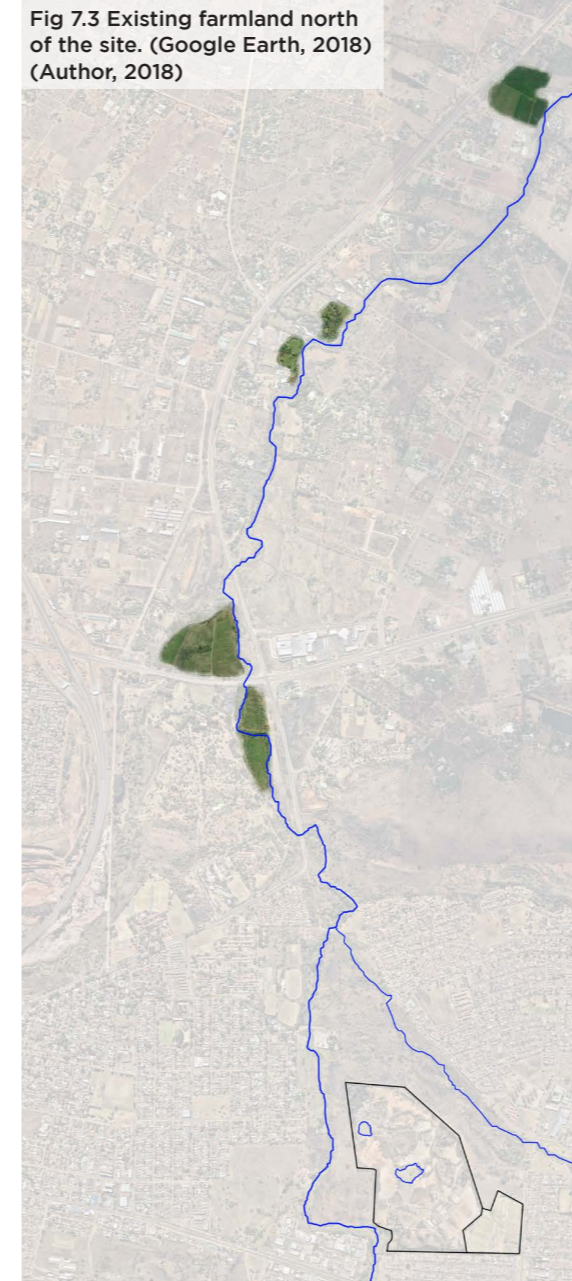 Fig 7.3 Existing farmland north
of the site. (Google Earth, 2018)
(Author, 2018)